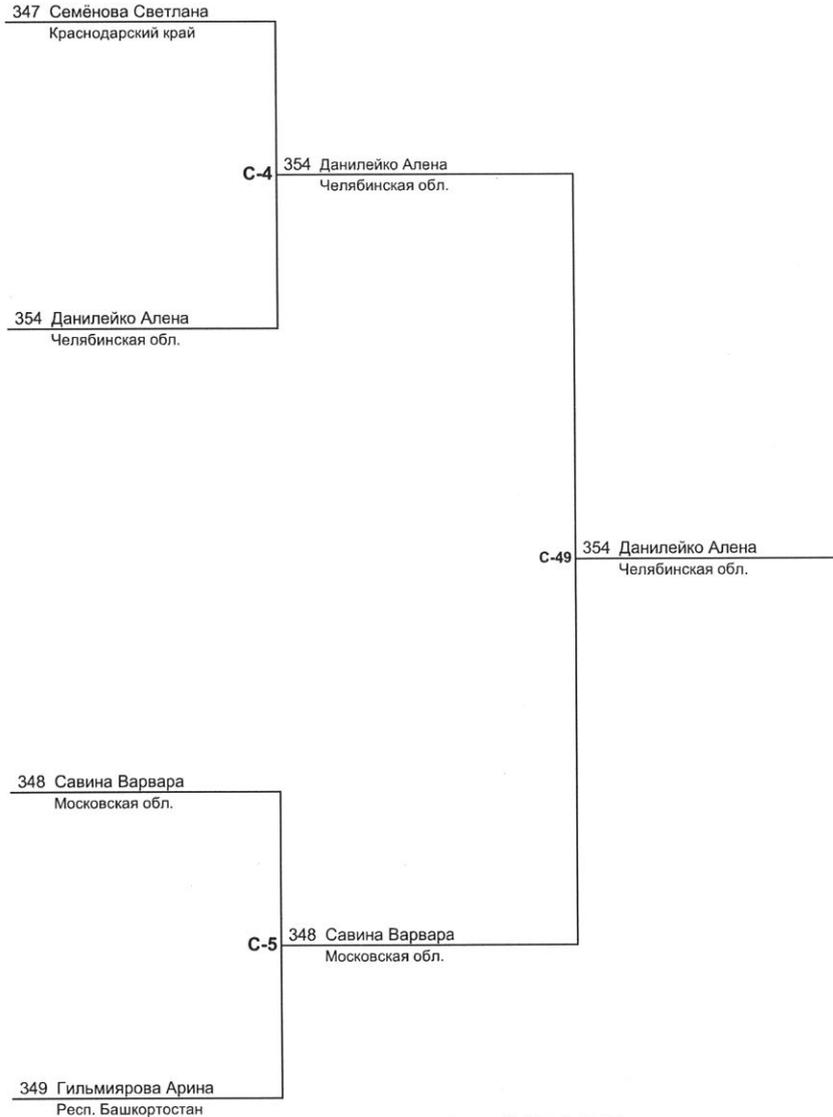 347 Семёнова Светлана
Краснодарский край
С-4
354 Данилейко Алена
Челябинская обл.
354 Данилейко Алена
Челябинская обл.
С-49
354 Данилейко Алена
Челябинская обл.
348 Савина Варвара
Московская обл.
С-5
348 Савина Варвара
Московская обл.
349 Гильмиярова Арина
Респ. Башкортостан